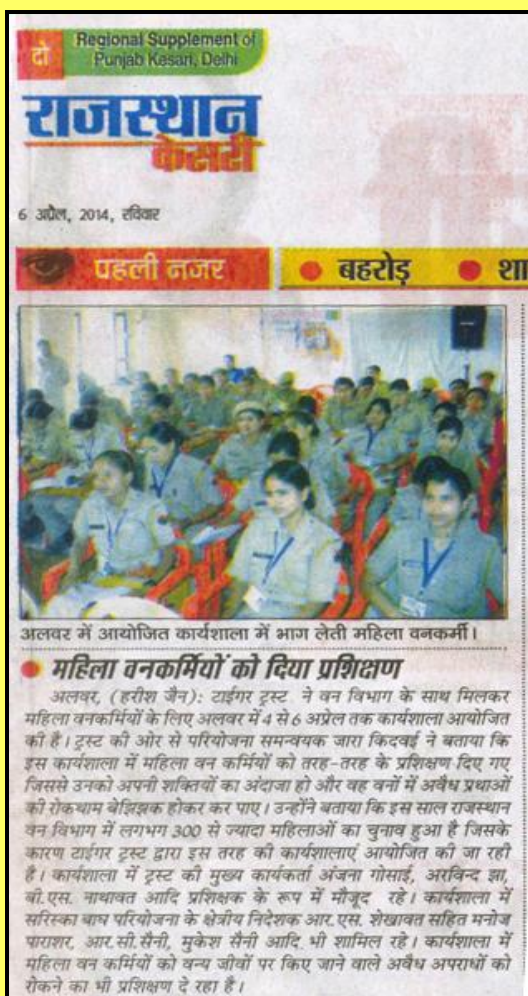 दो
Regional Supplement of
Punjab Kesari, Delhi
राजस्थान
केसरी
6 अप्रैल, 2014, रविवार
पहली नजर ● बहरोड़ ● शा
अलवर में आयोजित कार्यशाला में भाग लेती महिला वनकर्मी।
● महिला वनकर्मियों को दिया प्रशिक्षण
अलवर, (हरीश जैन): टाईगर ट्रस्ट ने वन विभाग के साथ मिलकर
महिला वनकर्मियों के लिए अलवर में 4 से 6 अप्रेल तक कार्यशाला आयोजित
की है। ट्रस्ट की ओर से परियोजना समन्वयक जारा किदवई ने बताया कि
इस कार्यशाला में महिला वन कर्मियों को तरह-तरह के प्रशिक्षण दिए गए
जिससे उनको अपनी शक्तियों का अंदाजा हो और वह वनों में अवैध प्रथाओं
की रोकथाम बेझिझक होकर कर पाए। उन्होंने बताया कि इस साल राजस्थान
वन विभाग में लगभग 300 से ज्यादा महिलाओं का चुनाव हुआ है जिसके
कारण टाईगर ट्रस्ट द्वारा इस तरह की कार्यशालाएं आयोजित की जा रही
है। कार्यशाला में ट्रस्ट की मुख्य कार्यकर्ता अंजना गोसाई, अरविन्द झा,
बी.एस. नाथावत आदि प्रशिक्षक के रूप में मौजूद रहे। कार्यशाला में
सरिस्का बाघ परियोजना के क्षेत्रीय निदेशक आर.एस. शेखावत सहित मनोज
पाराशर, आर.सी.सैनी, मुकेश सैनी आदि भी शामिल रहे। कार्यशाला में
महिला वन कर्मियों को वन्य जीवों पर किए जाने वाले अवैध अपराधों को
रोकने का भी प्रशिक्षण दे रहा है।